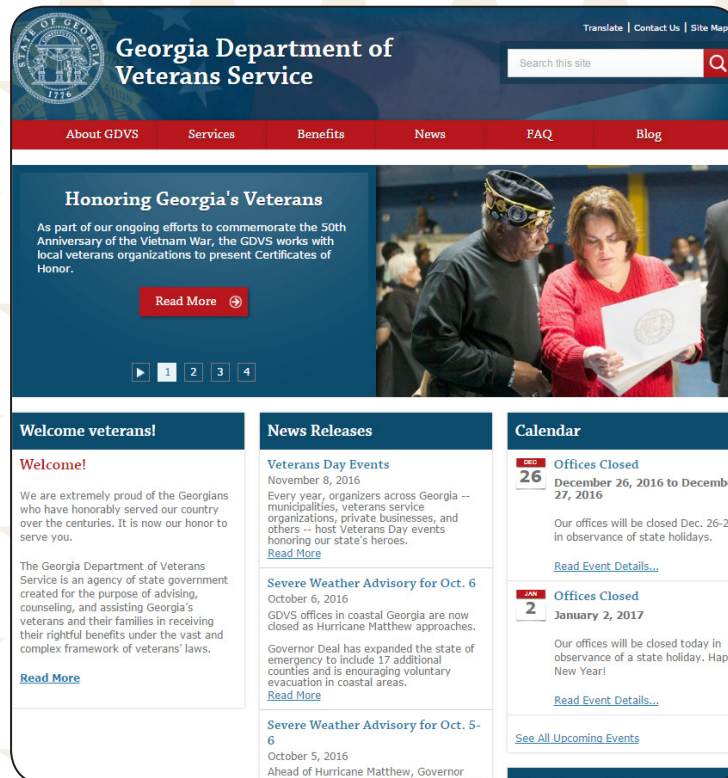 STATE OF GEORGIA
CONSTITUTION
1776
Georgia Department of
Veterans Service
Translate | Contact Us | Site Map
Search this site
About GDVS
Services
Benefits
News
FAQ
Blog
Honoring Georgia's Veterans
As part of our ongoing efforts to commemorate the 50th
Anniversary of the Vietnam War, the GDVS works with
local veterans organizations to present Certificates of
Honor.
Read More
1 2 3 4
Welcome veterans!
Welcome!
We are extremely proud of the Georgians
who have honorably served our country
over the centuries. It is now our honor to
serve you.
The Georgia Department of Veterans
Service is an agency of state government
created for the purpose of advising,
counseling, and assisting Georgia's
veterans and their families in receiving
their rightful benefits under the vast and
complex framework of veterans' laws.
Read More
News Releases
Veterans Day Events
November 8, 2016
Every year, organizers across Georgia --
municipalities, veterans service
organizations, private businesses, and
others -- host Veterans Day events
honoring our state's heroes.
Read More
Severe Weather Advisory for Oct. 6
October 6, 2016
GDVS offices in coastal Georgia are now
closed as Hurricane Matthew approaches.
Governor Deal has expanded the state of
emergency to include 17 additional
counties and is enouraging voluntary
evacuation in coastal areas.
Read More
Severe Weather Advisory for Oct. 5-
6
October 5, 2016
Ahead of Hurricane Matthew, Governor
Calendar
DEC
26
Offices Closed
December 26, 2016 to Decembe
27, 2016
Our offices will be closed Dec. 26-2
in observance of state holidays.
Read Event Details...
JAN
2
Offices Closed
January 2, 2017
Our offices will be closed today in
observance of a state holiday. Hap
New Year!
Read Event Details...
See All Upcoming Events